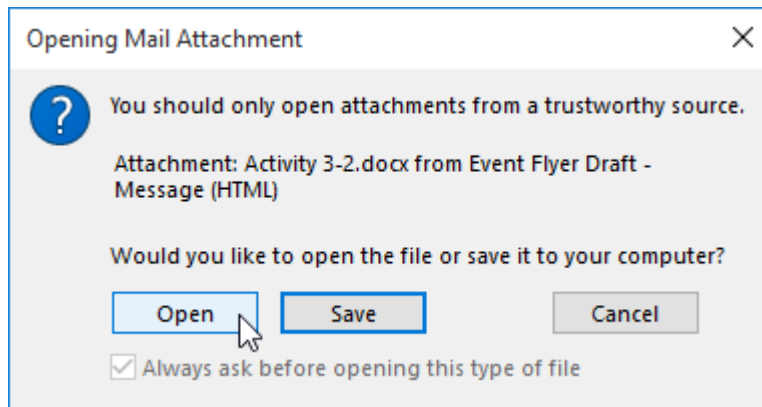 Opening Mail Attachment
You should only open attachments from a trustworthy source.
Attachment: Activity 3-2.docx from Event Flyer Draft -
Message (HTML)
Would you like to open the file or save it to your computer?
Open Save Cancel
Always ask before opening this type of file